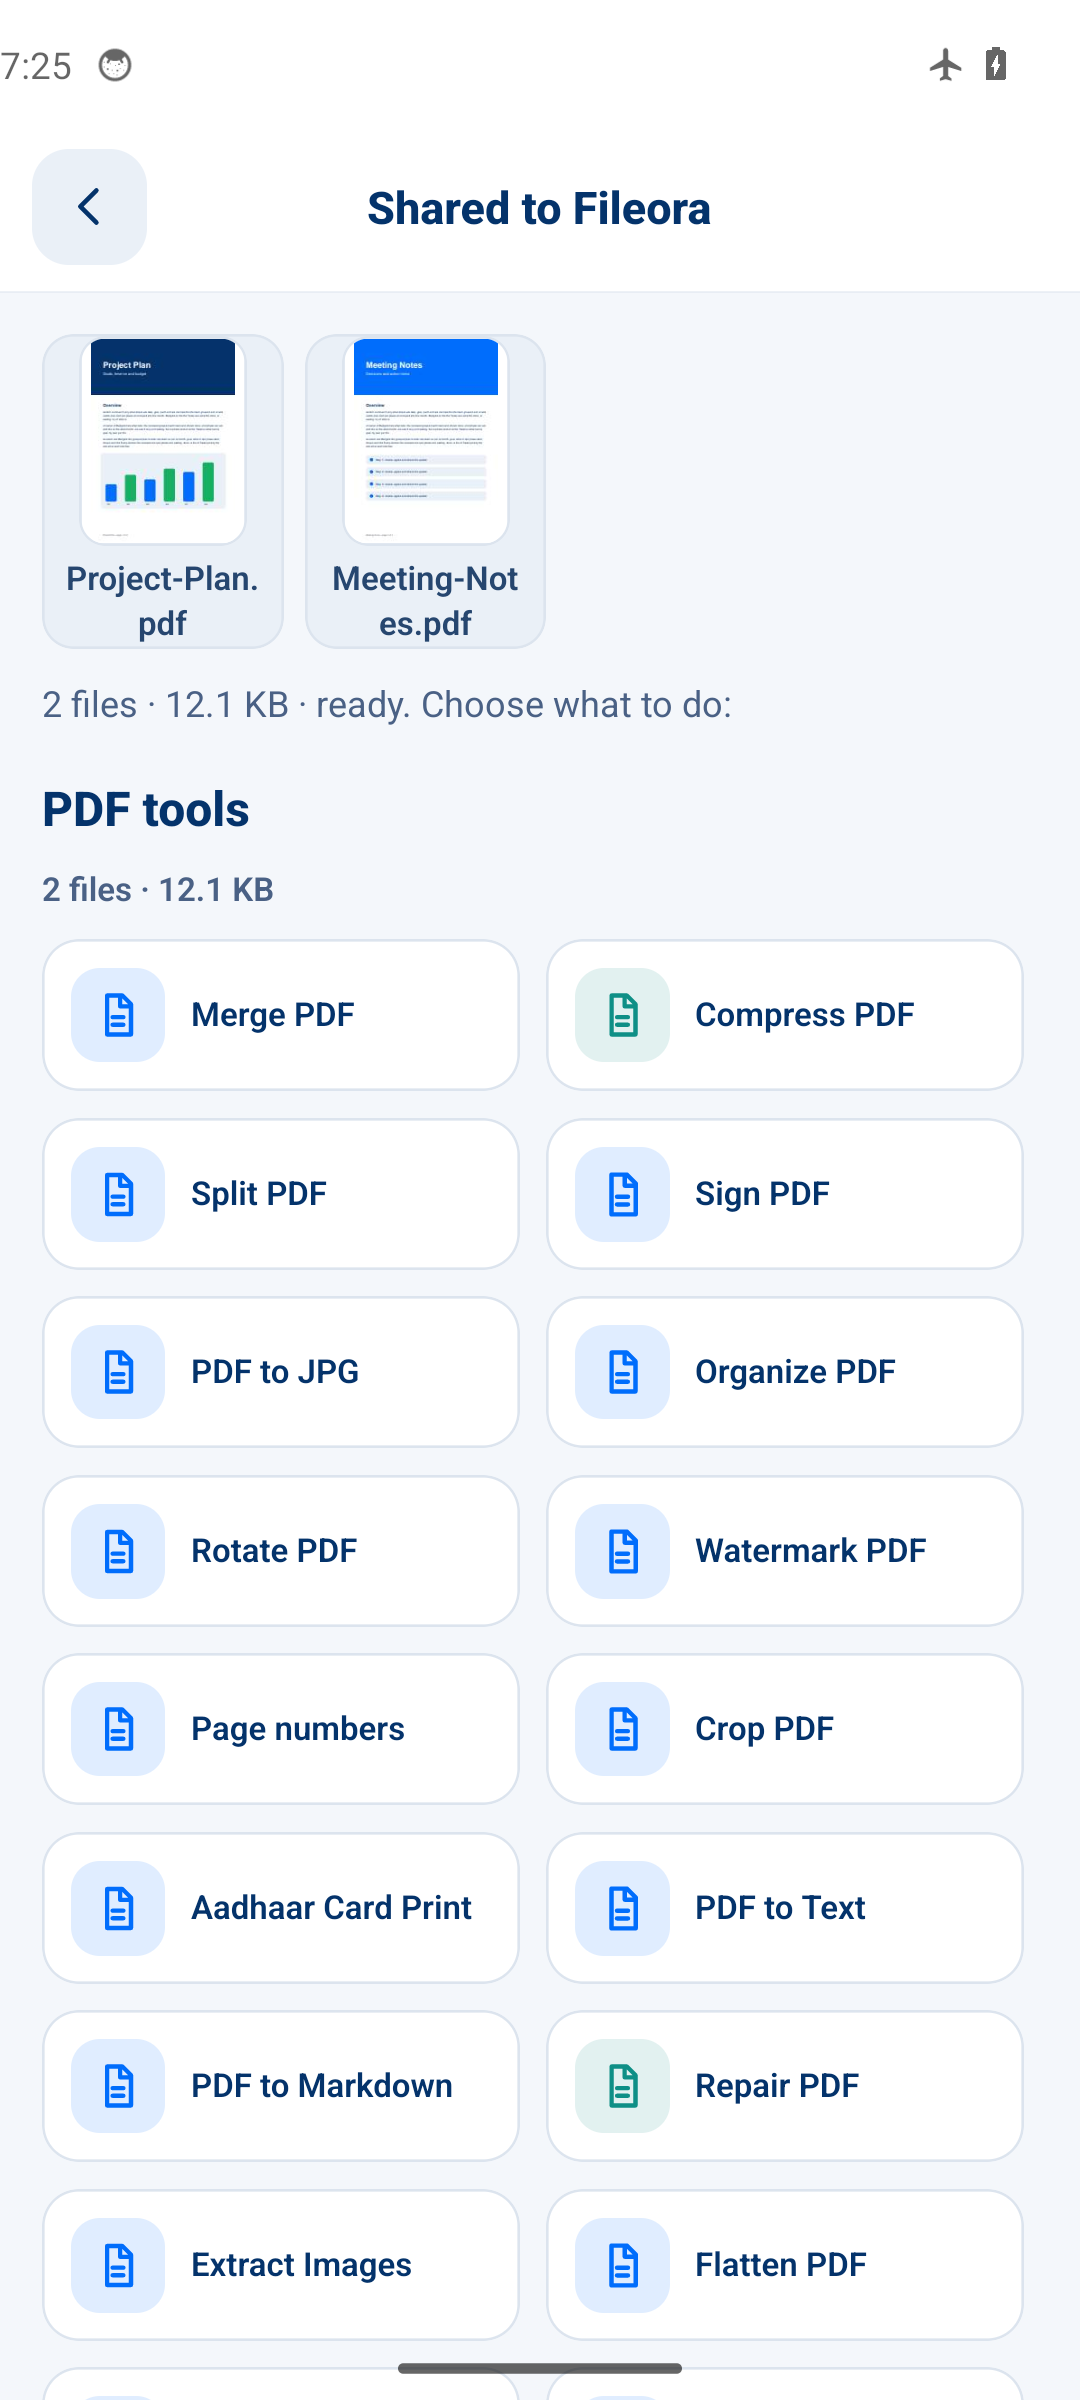 7:25
Shared to Fileora
Project Plan
Meeting Notes
Overview
Overview
Project-Plan.
pdf
Meeting-Not
es.pdf
2 files · 12.1 KB · ready. Choose what to do:
PDF tools
2 files · 12.1 KB
Merge PDF
Compress PDF
Split PDF
Sign PDF
PDF to JPG
Organize PDF
Rotate PDF
Watermark PDF
Page numbers
Crop PDF
Aadhaar Card Print
PDF to Text
PDF to Markdown
Repair PDF
Extract Images
Flatten PDF